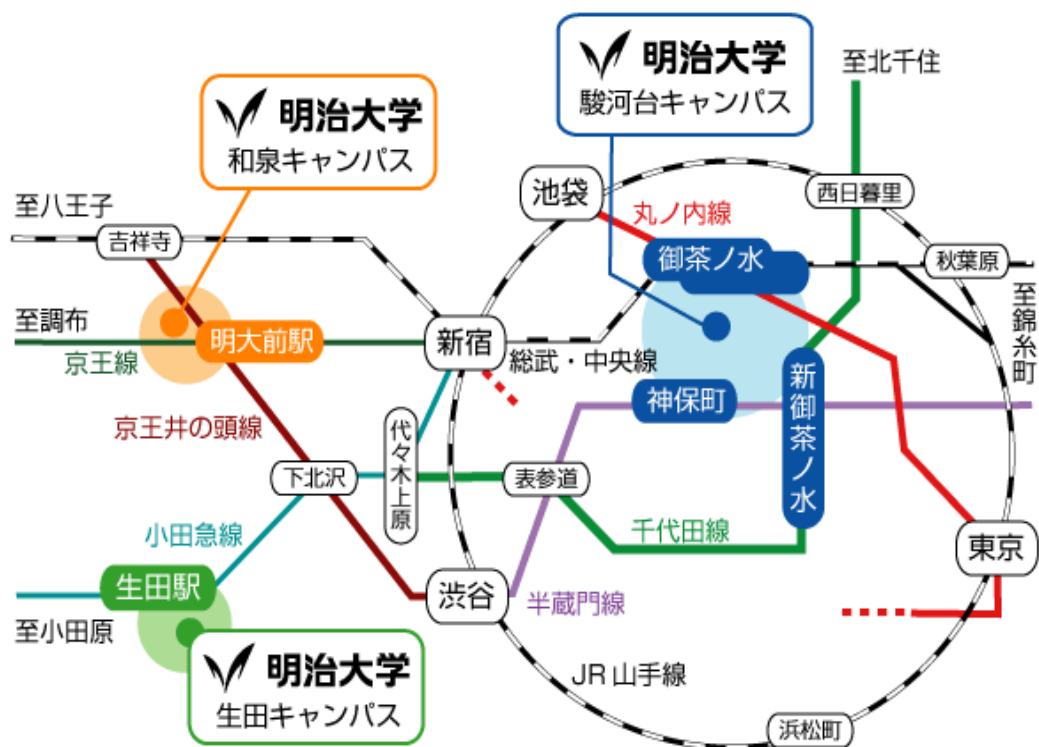 明治大学
駿河台キャンパス
至北千住
明治大学
和泉キャンパス
池袋
西日暮里
至八王子
丸ノ内線
吉祥寺
御茶ノ水
秋葉原
至調布
明大前駅
新宿
総武・中央線
至錦糸町
京王線
神保町
新御茶ノ水
京王井の頭線
代々木上原
下北沢
表参道
小田急線
千代田線
東京
生田駅
渋谷
半蔵門線
至小田原
明治大学
生田キャンパス
JR 山手線
浜松町